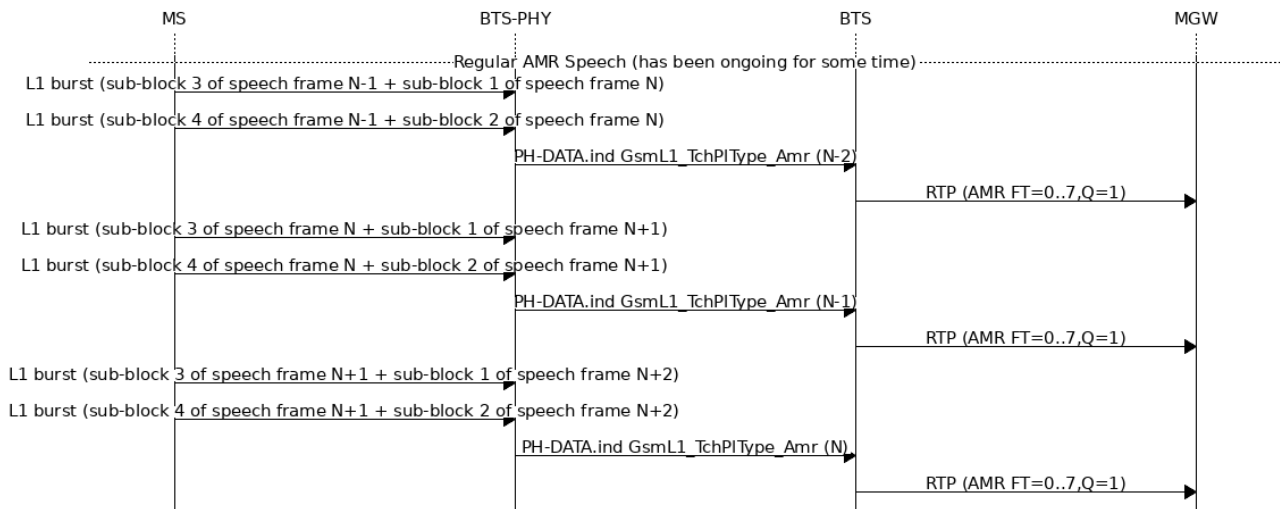 MS BTS-PHY BTS MGW
Regular AMR Speech (has been ongoing for some time)
L1 burst (sub-block 3 of speech frame N-1 + sub-block 1 of speech frame N)
L1 burst (sub-block 4 of speech frame N-1 + sub-block 2 of speech frame N)
PH-DATA.ind GsmL1_TchPlType_Amr (N-2)
RTP (AMR FT=0..7,Q=1)
L1 burst (sub-block 3 of speech frame N + sub-block 1 of speech frame N+1)
L1 burst (sub-block 4 of speech frame N + sub-block 2 of speech frame N+1)
PH-DATA.ind GsmL1_TchPlType_Amr (N-1)
RTP (AMR FT=0..7,Q=1)
L1 burst (sub-block 3 of speech frame N+1 + sub-block 1 of speech frame N+2)
L1 burst (sub-block 4 of speech frame N+1 + sub-block 2 of speech frame N+2)
PH-DATA.ind GsmL1_TchPlType_Amr (N)
RTP (AMR FT=0..7,Q=1)